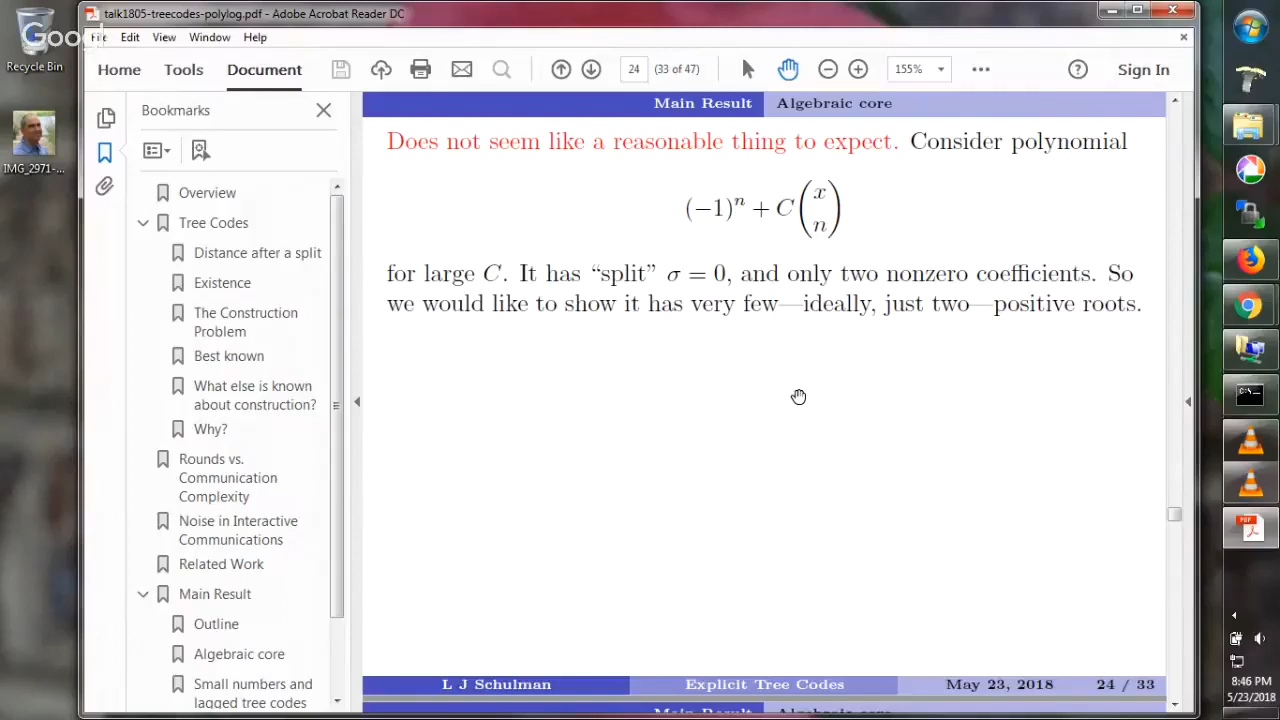 talk1805-treecodes-polylog.pdf - Adobe Acrobat Reader DC
Edit View Window Help
Home Tools Document 24 (33 of 47) 155% Sign In
Recycle Bin
IMG_2971-...
Bookmarks
Overview
Tree Codes
Distance after a split
Existence
The Construction
Problem
Best known
What else is known
about construction?
Why?
Rounds vs.
Communication
Complexity
Noise in Interactive
Communications
Related Work
Main Result
Outline
Algebraic core
Small numbers and
lagged tree codes
Main Result Algebraic core
Does not seem like a reasonable thing to expect. Consider polynomial
(−1)ⁿ + C(x
n)
for large C. It has “split” σ = 0, and only two nonzero coefficients. So
we would like to show it has very few—ideally, just two—positive roots.
L J Schulman Explicit Tree Codes May 23, 2018 24 / 33
Main Result Algebraic core
8:46 PM
5/23/2018